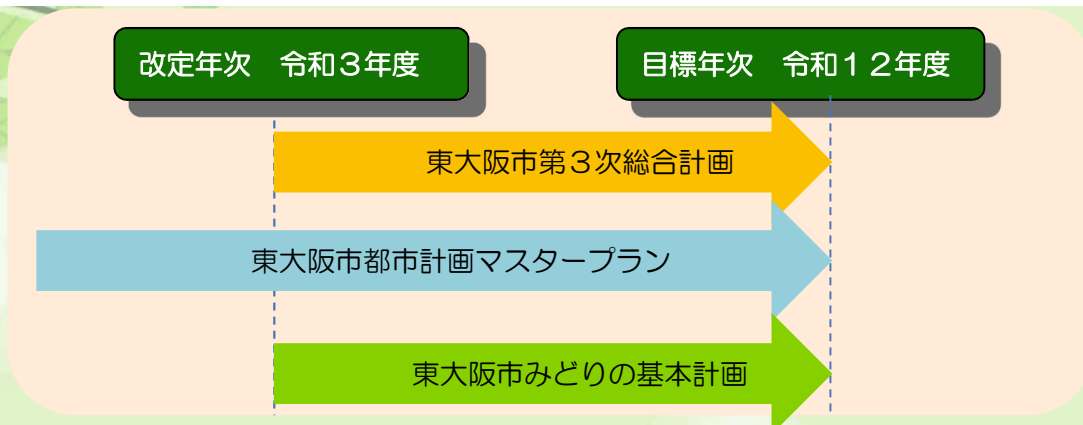 改定年次　令和３年度
目標年次　令和１２年度
東大阪市第３次総合計画
東大阪市都市計画マスタープラン
東大阪市みどりの基本計画